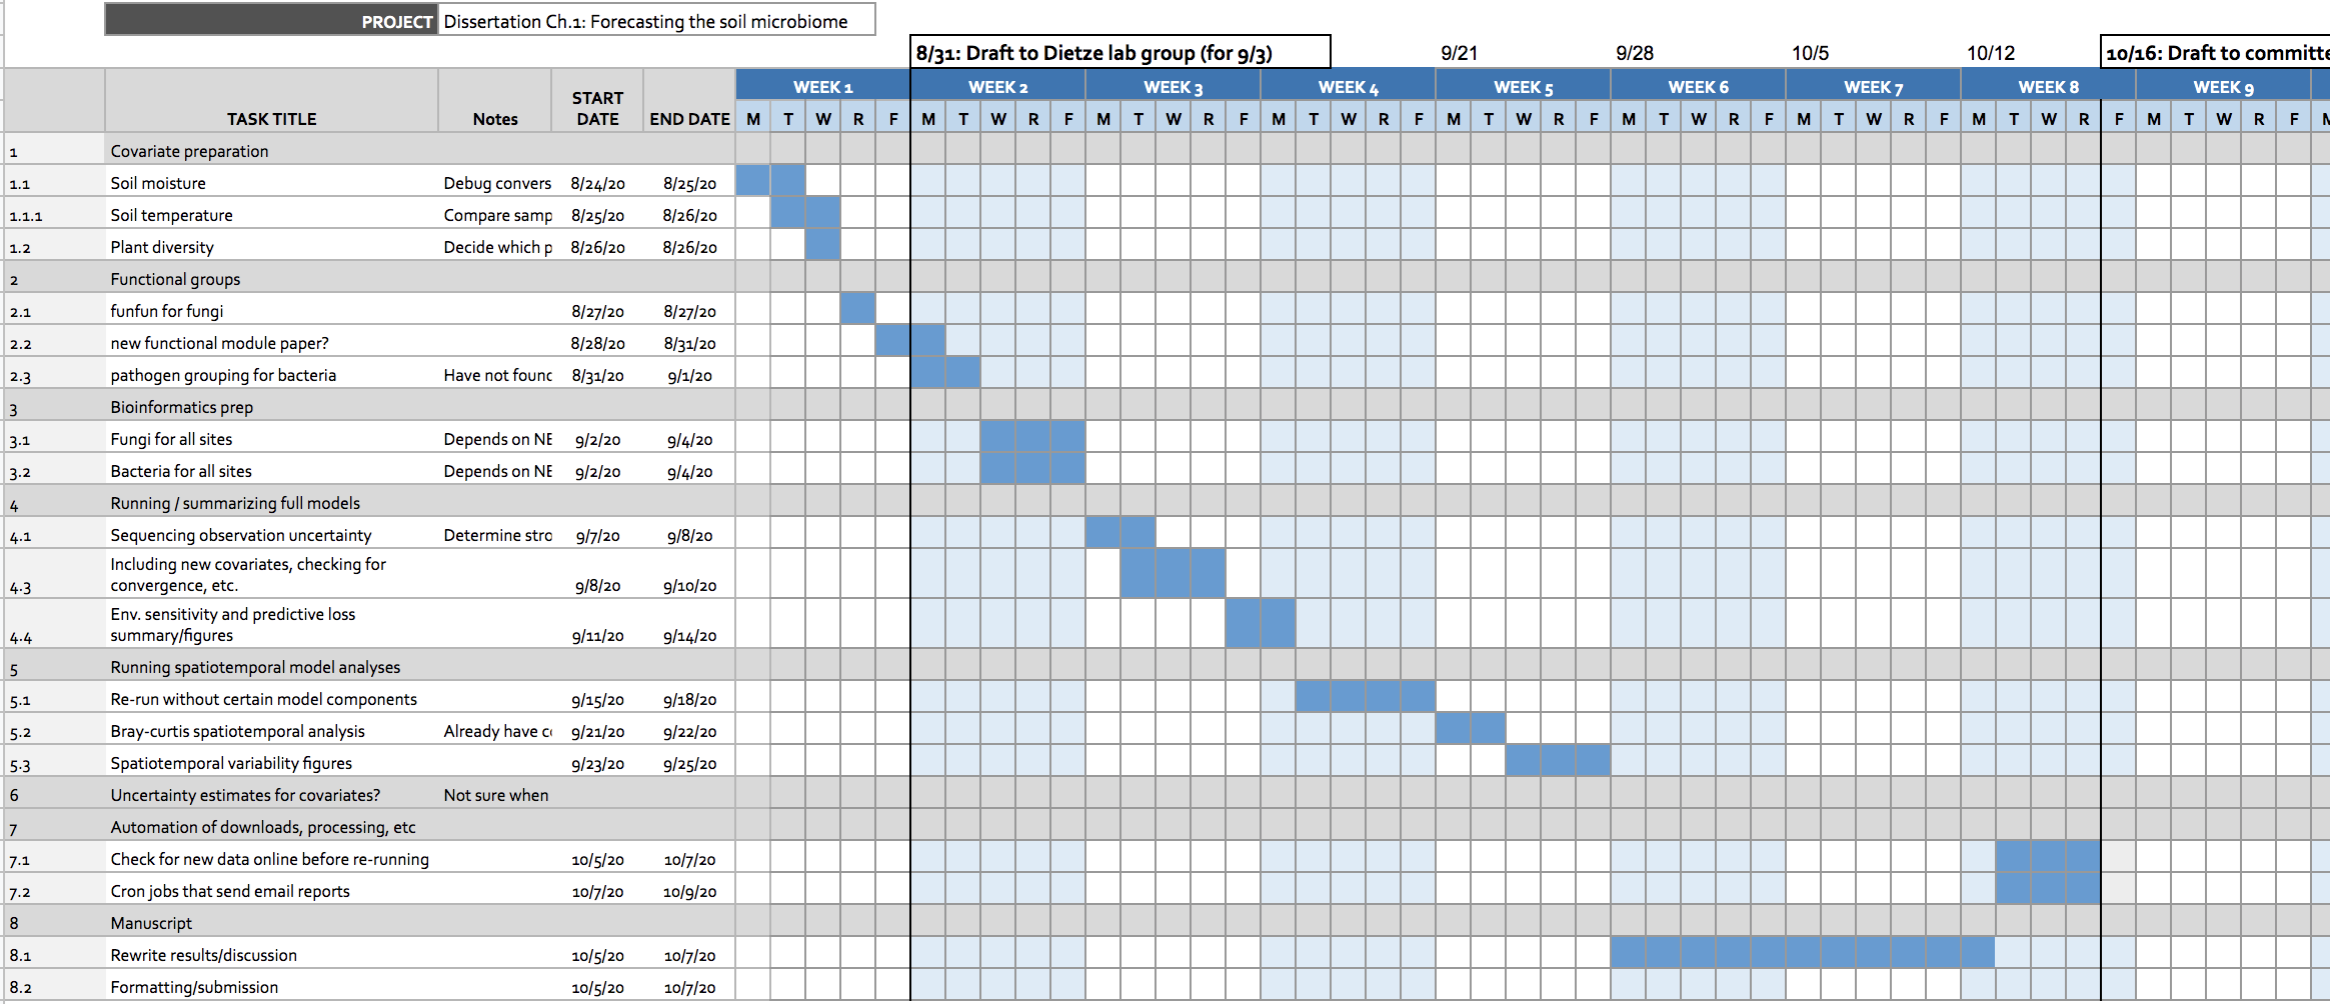 PROJECT Dissertation Ch.1: Forecasting the soil microbiome
8/31: Draft to Dietze lab group (for 9/3) 9/21 9/28 10/5 10/12 10/16: Draft to committe
WEEK 1 WEEK 2 WEEK 3 WEEK 4 WEEK 5 WEEK 6 WEEK 7 WEEK 8 WEEK 9
TASK TITLE Notes START DATE END DATE M T W R F M T W R F M T W R F M T W R F M T W R F M T W R F M T W R F M T W R F M T W R F M
1 Covariate preparation
1.1 Soil moisture Debug convers 8/24/20 8/25/20
1.1.1 Soil temperature Compare samp 8/25/20 8/26/20
1.2 Plant diversity Decide which p 8/26/20 8/26/20
2 Functional groups
2.1 funfun for fungi 8/27/20 8/27/20
2.2 new functional module paper? 8/28/20 8/31/20
2.3 pathogen grouping for bacteria Have not found 8/31/20 9/1/20
3 Bioinformatics prep
3.1 Fungi for all sites Depends on NE 9/2/20 9/4/20
3.2 Bacteria for all sites Depends on NE 9/2/20 9/4/20
4 Running / summarizing full models
4.1 Sequencing observation uncertainty Determine stro 9/7/20 9/8/20
Including new covariates, checking for
4.3 convergence, etc. 9/8/20 9/10/20
Env. sensitivity and predictive loss
4.4 summary/figures 9/11/20 9/14/20
5 Running spatiotemporal model analyses
5.1 Re-run without certain model components 9/15/20 9/18/20
5.2 Bray-curtis spatiotemporal analysis Already have c 9/21/20 9/22/20
5.3 Spatiotemporal variability figures 9/23/20 9/25/20
6 Uncertainty estimates for covariates? Not sure when
7 Automation of downloads, processing, etc
7.1 Check for new data online before re-running 10/5/20 10/7/20
7.2 Cron jobs that send email reports 10/7/20 10/9/20
8 Manuscript
8.1 Rewrite results/discussion 10/5/20 10/7/20
8.2 Formatting/submission 10/5/20 10/7/20